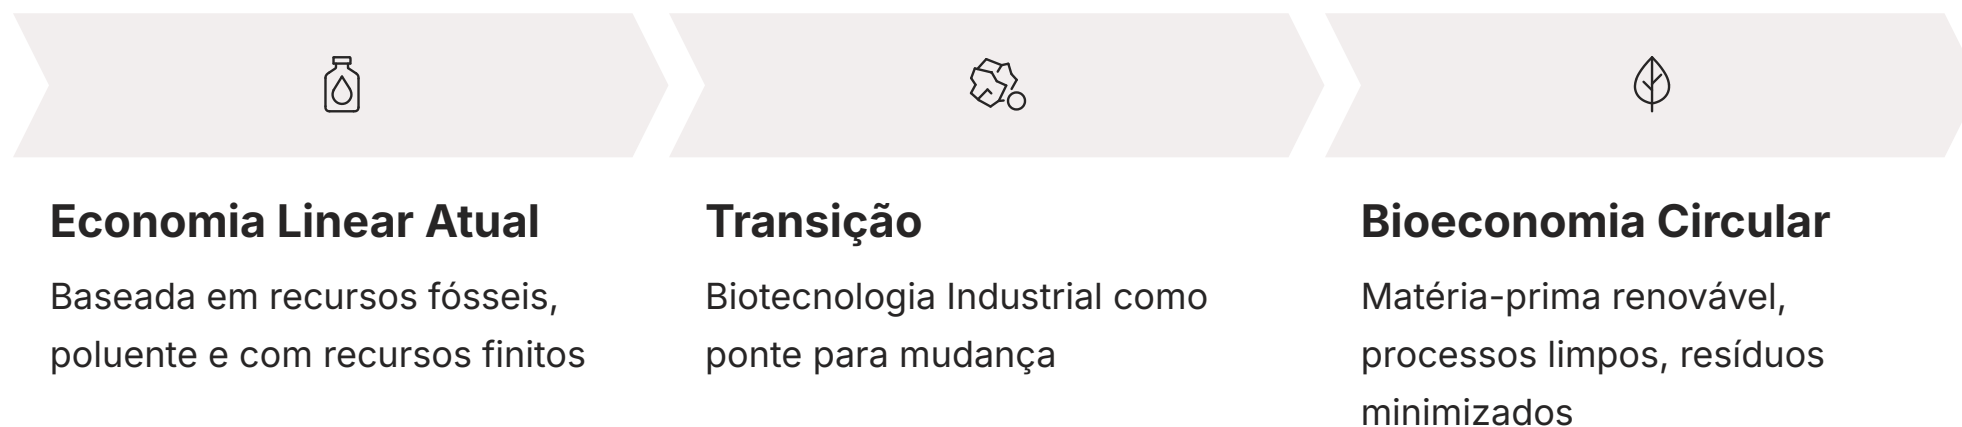 Economia Linear Atual
Baseada em recursos fósseis,
poluente e com recursos finitos
Transição
Biotecnologia Industrial como
ponte para mudança
Bioeconomia Circular
Matéria-prima renovável,
processos limpos, resíduos
minimizados